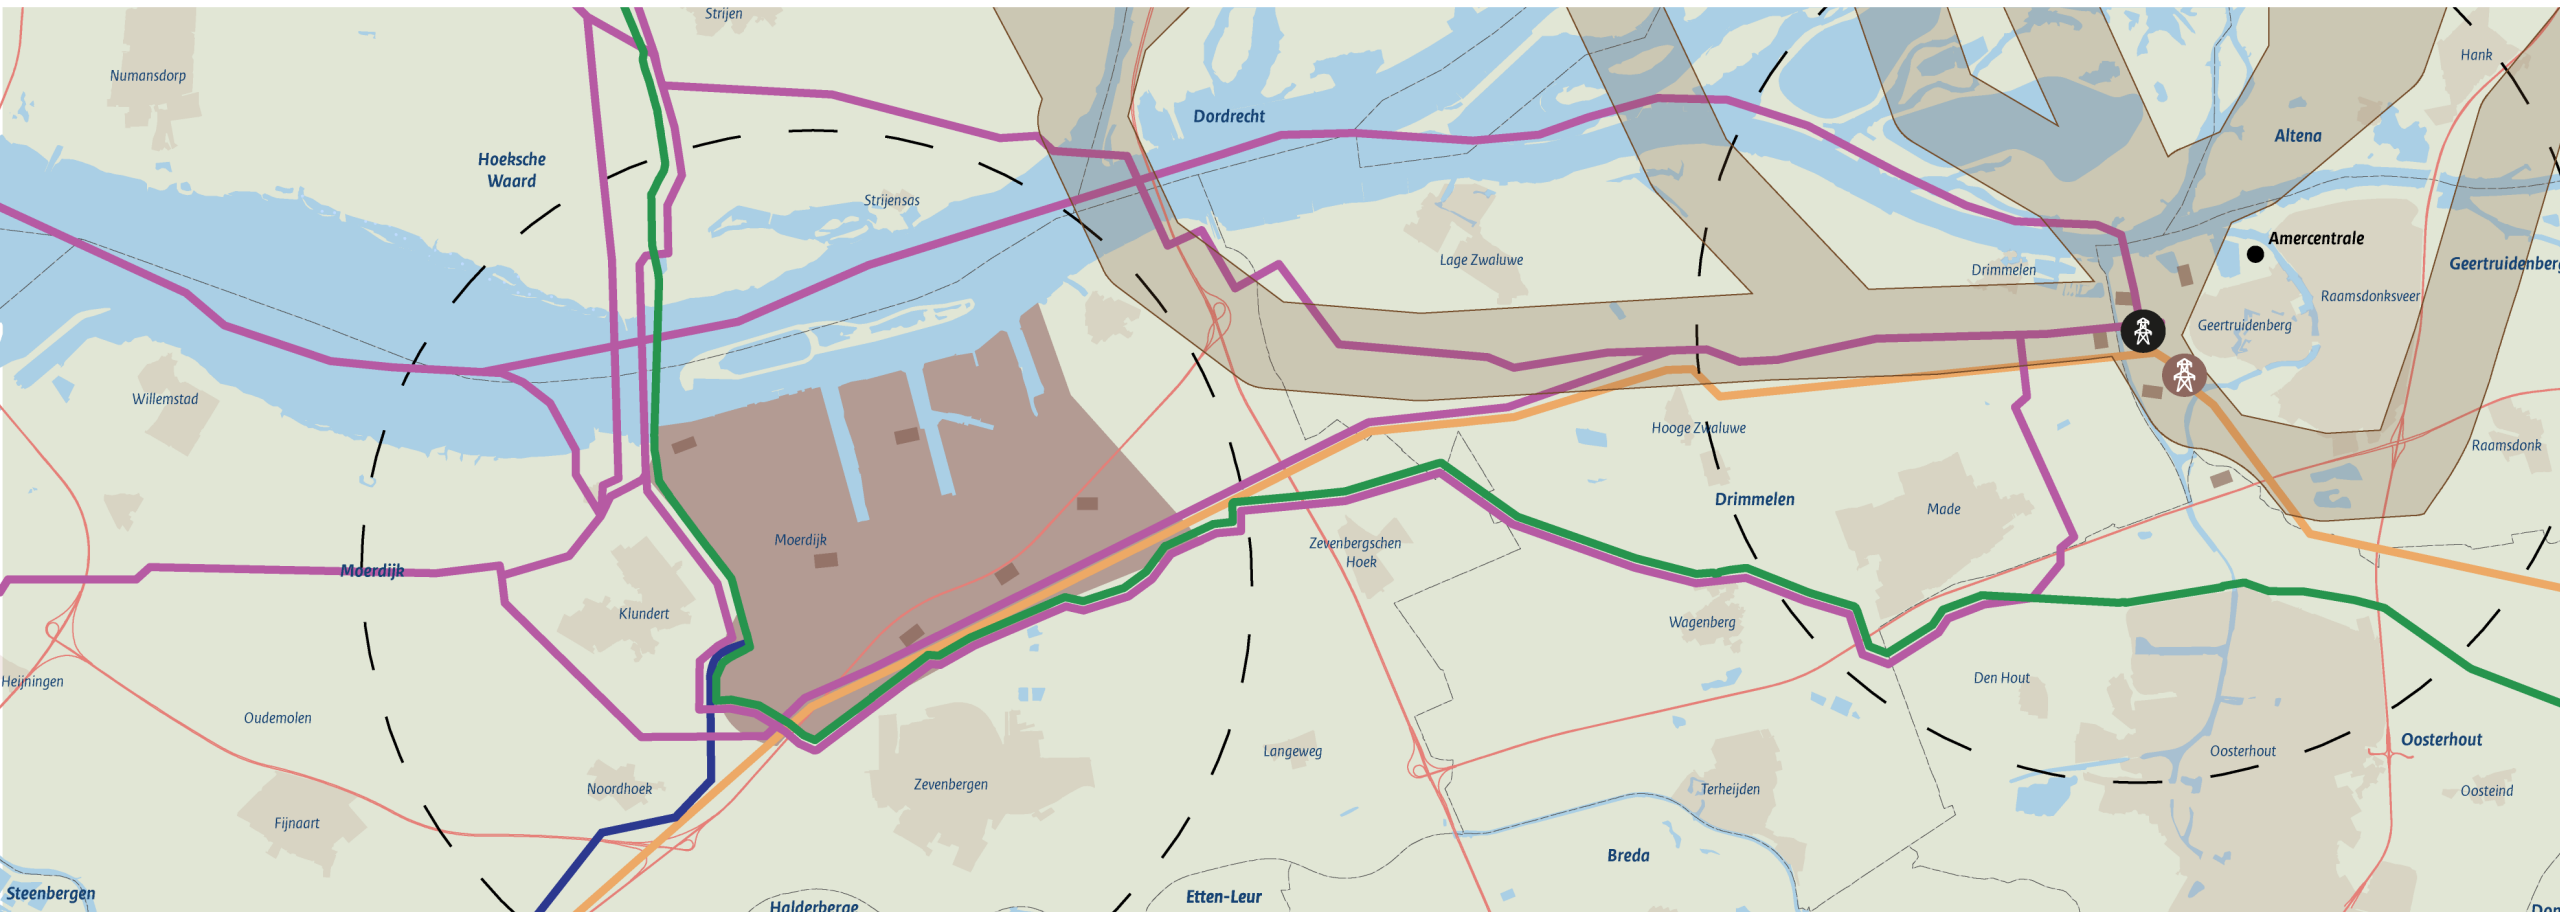 Strijen
Hank
Numansdorp
Dordrecht
Altena
Hoeksche
Waard
Strijensas
Amercentrale
Lage Zwaluwe
Geertruidenberg
Drimmelen
Raamsdonksveer
Geertruidenberg
Willemstad
Hooge Zwaluwe
Raamsdonk
Drimmelen
Made
Moerdijk
Zevenbergschen
Hoek
Moerdijk
Klundert
Wagenberg
Heijningen
Den Hout
Oudemolen
Oosterhout
Langeweg
Oosterhout
Noordhoek
Zevenbergen
Terheijden
Oosteind
Fijnaart
Breda
Steenbergen
Etten-Leur
Halderberge